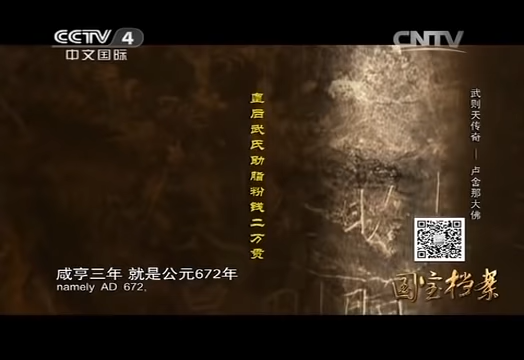 CCTV 4
中文国际
CNTV
武则天传奇 — 卢舍那大佛
皇后武氏助脂粉钱二万贯
咸亨三年 就是公元672年
namely AD 672,
国宝档案